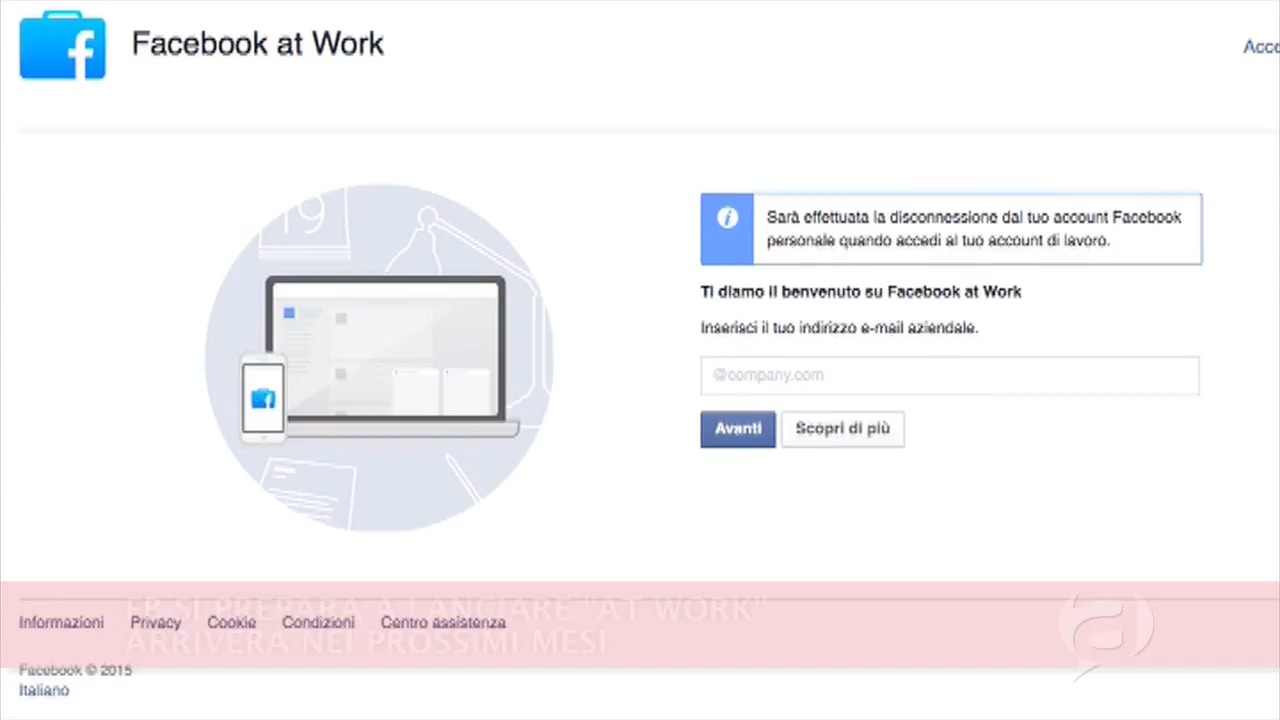 Facebook at Work
Acco
19
Sarà effettuata la disconnessione dal tuo account Facebook
personale quando accedi al tuo account di lavoro.
Ti diamo il benvenuto su Facebook at Work
Inserisci il tuo indirizzo e-mail aziendale.
@company.com
Avanti
Scopri di più
FB SI PREPARA A LANCIARE "AT WORK"
Informazioni Privacy Cookie Condizioni Centro assistenza
ARRIVERA NEI PROSSIMI MESI
Facebook © 2015
Italiano